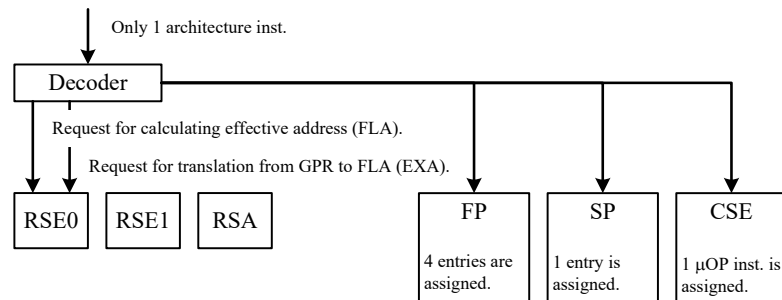 Only 1 architecture inst.
Decoder
Request for calculating effective address (FLA).
Request for translation from GPR to FLA (EXA).
RSE0
RSE1
RSA
FP
4 entries are
assigned.
SP
1 entry is
assigned.
CSE
1 μOP inst. is
assigned.